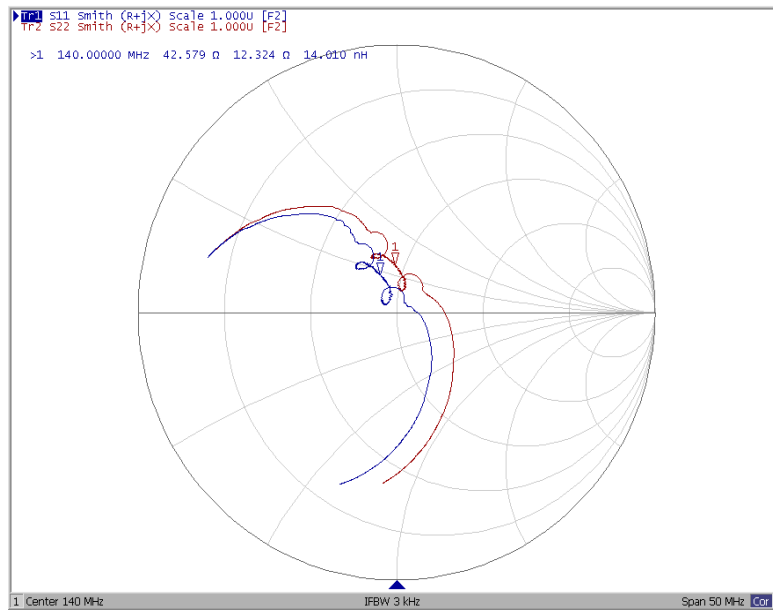 Tr1 S11 Smith (R+jX) Scale 1.000U [F2]
Tr2 S22 Smith (R+jX) Scale 1.000U [F2]
>1 140.00000 MHz 42.579 Ω 12.324 Ω 14.010 nH
1
1
1 Center 140 MHz IFBW 3 kHz Span 50 MHz Cor